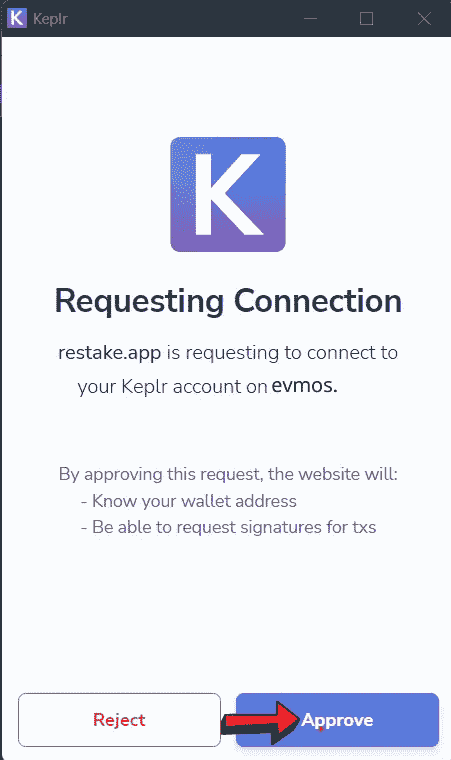 K Keplr
K
Requesting Connection
restake.app is requesting to connect to
your Keplr account on evmos.
By approving this request, the website will:
- Know your wallet address
- Be able to request signatures for txs
Reject Approve